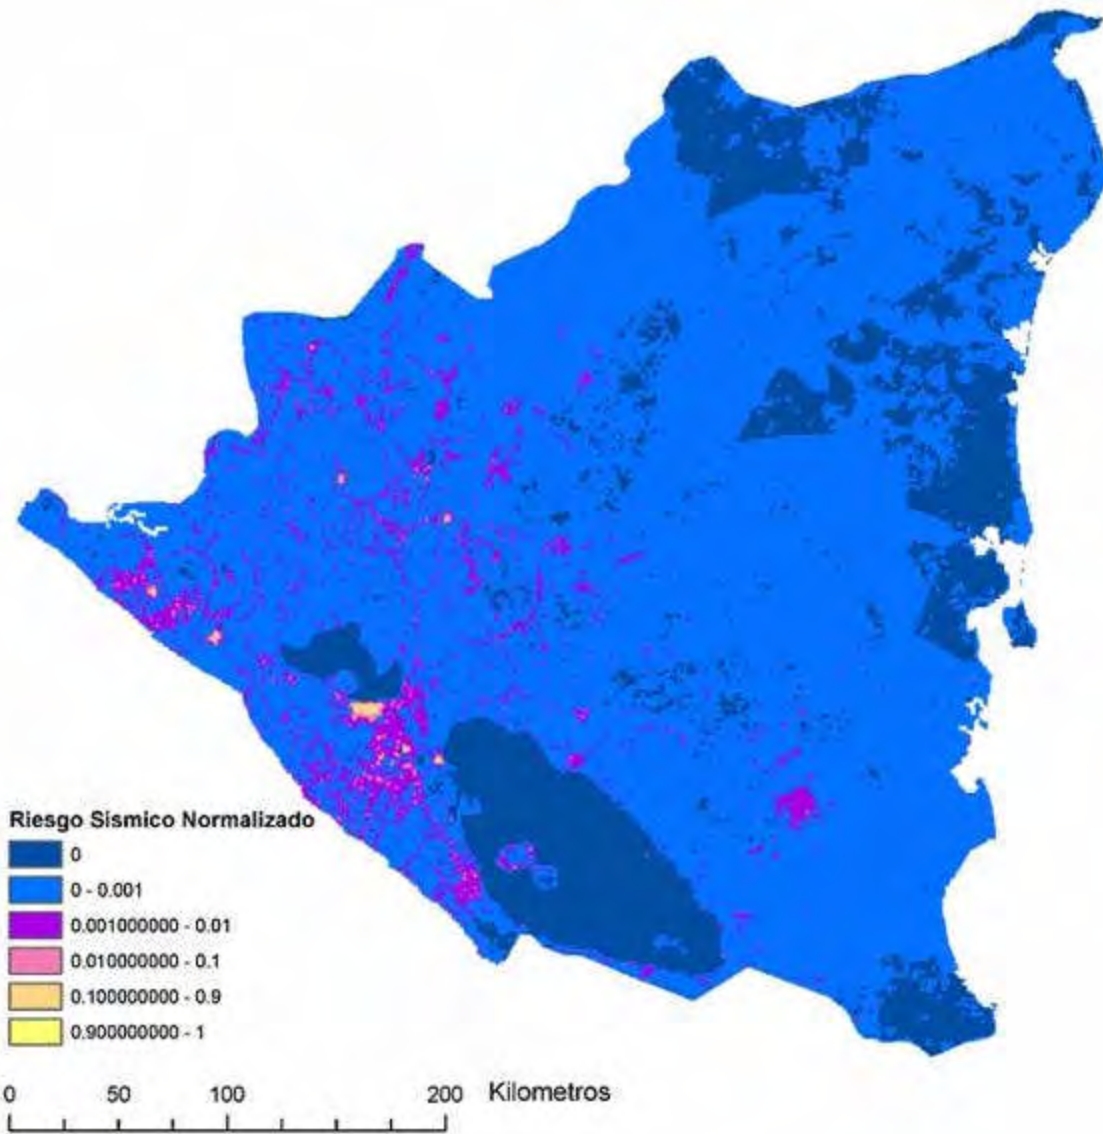 Riesgo Sismico Normalizado
0
0 - 0.001
0.001000000 - 0.01
0.010000000 - 0.1
0.100000000 - 0.9
0.900000000 - 1
0 50 100 200 Kilometros